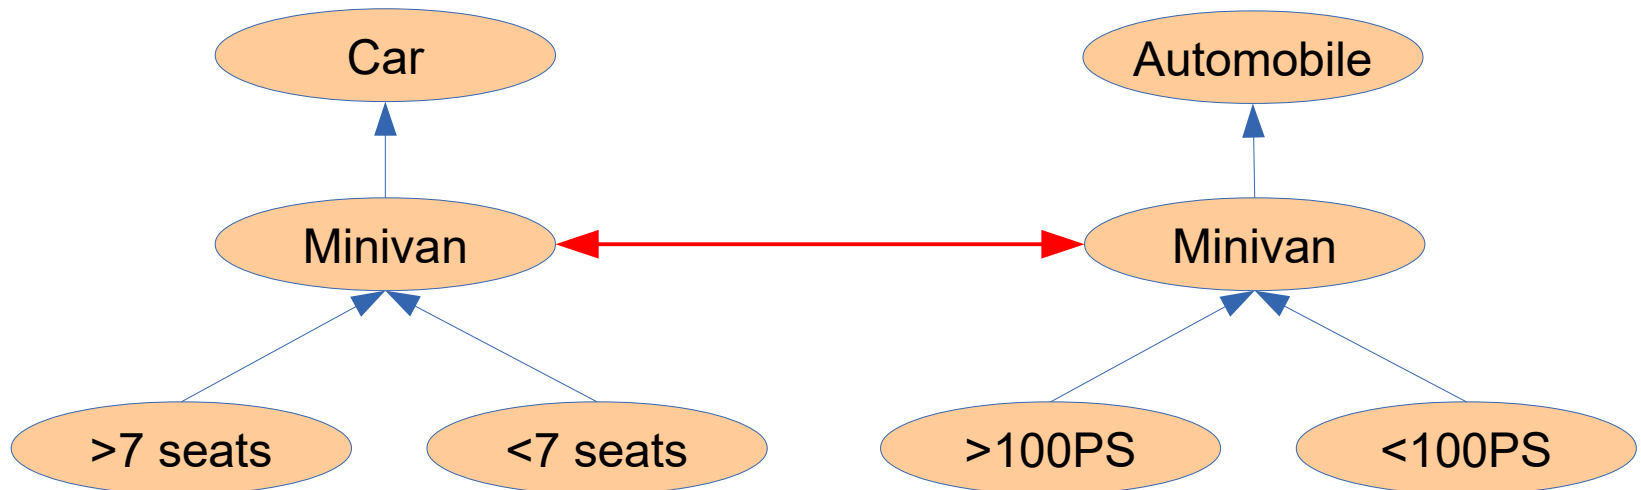 Car
Automobile
Minivan
Minivan
>7 seats
<7 seats
>100PS
<100PS